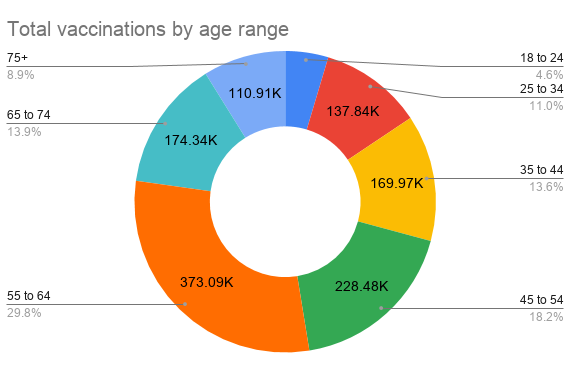 Total vaccinations by age range
75+
8.9%
18 to 24
4.6%
25 to 34
11.0%
110.91K
137.84K
65 to 74
13.9%
174.34K
35 to 44
13.6%
169.97K
373.09K
228.48K
55 to 64
29.8%
45 to 54
18.2%